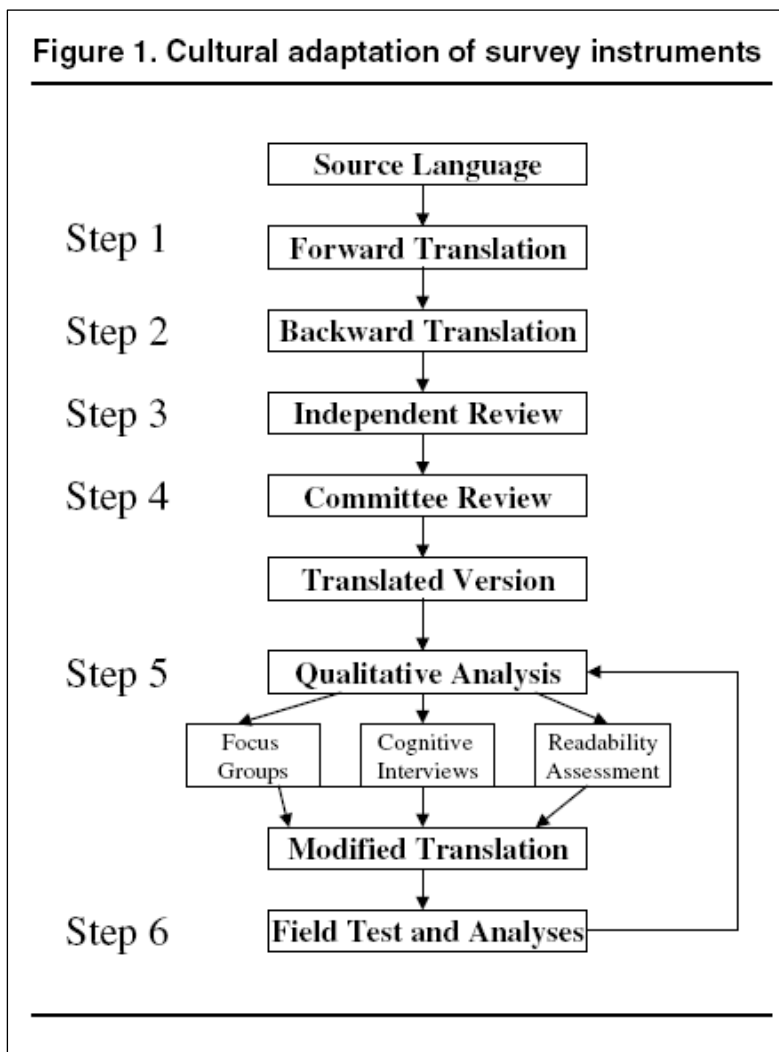 Figure 1. Cultural adaptation of survey instruments
Source Language
Step 1
Forward Translation
Step 2
Backward Translation
Step 3
Independent Review
Step 4
Committee Review
Translated Version
Step 5
Qualitative Analysis
Focus
Groups
Cognitive
Interviews
Readability
Assessment
Modified Translation
Step 6
Field Test and Analyses